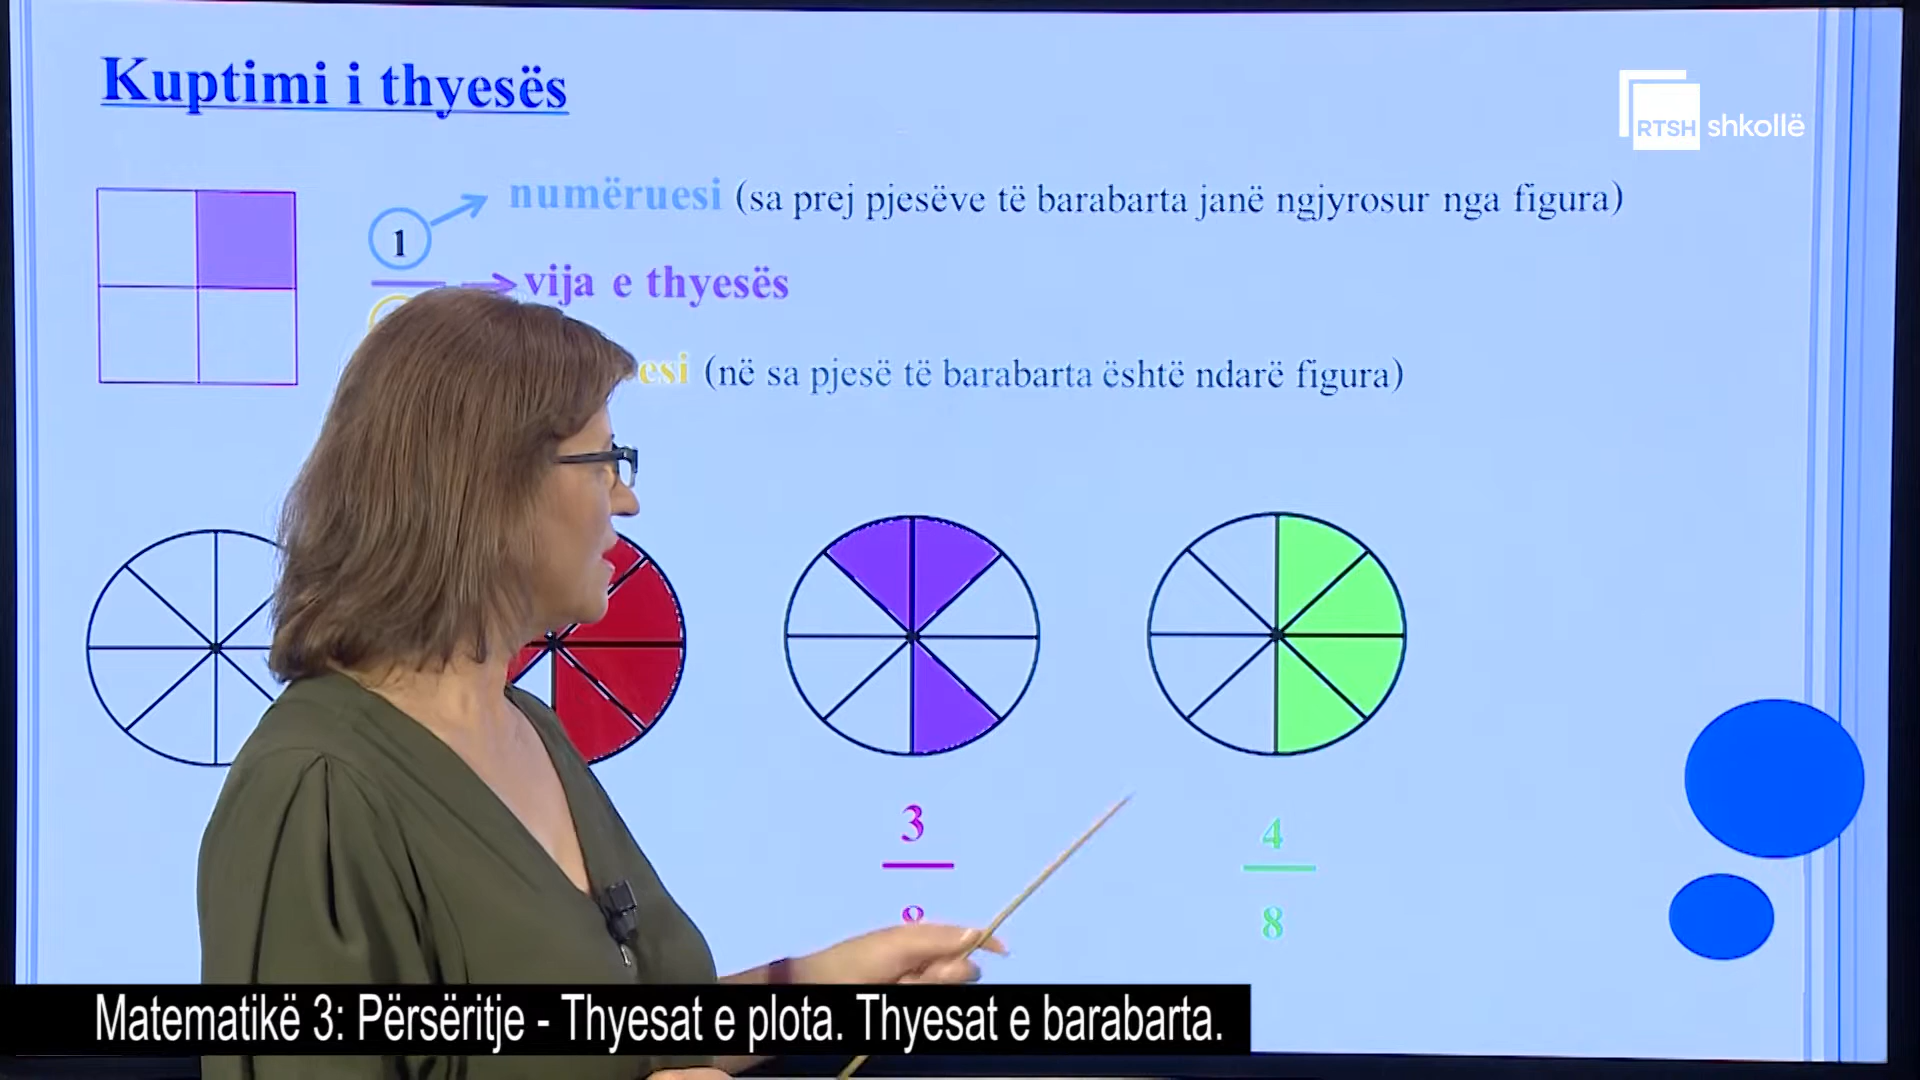 Kuptimi i thyesës
RTSH shkollë
numëruesi (sa prej pjesëve të barabarta janë ngjyrosur nga figura)
1
vija e thyesës
(në sa pjesë të barabarta është ndarë figura)
3
4
8
Matematikë 3: Përsëritje - Thyesat e plota. Thyesat e barabarta.